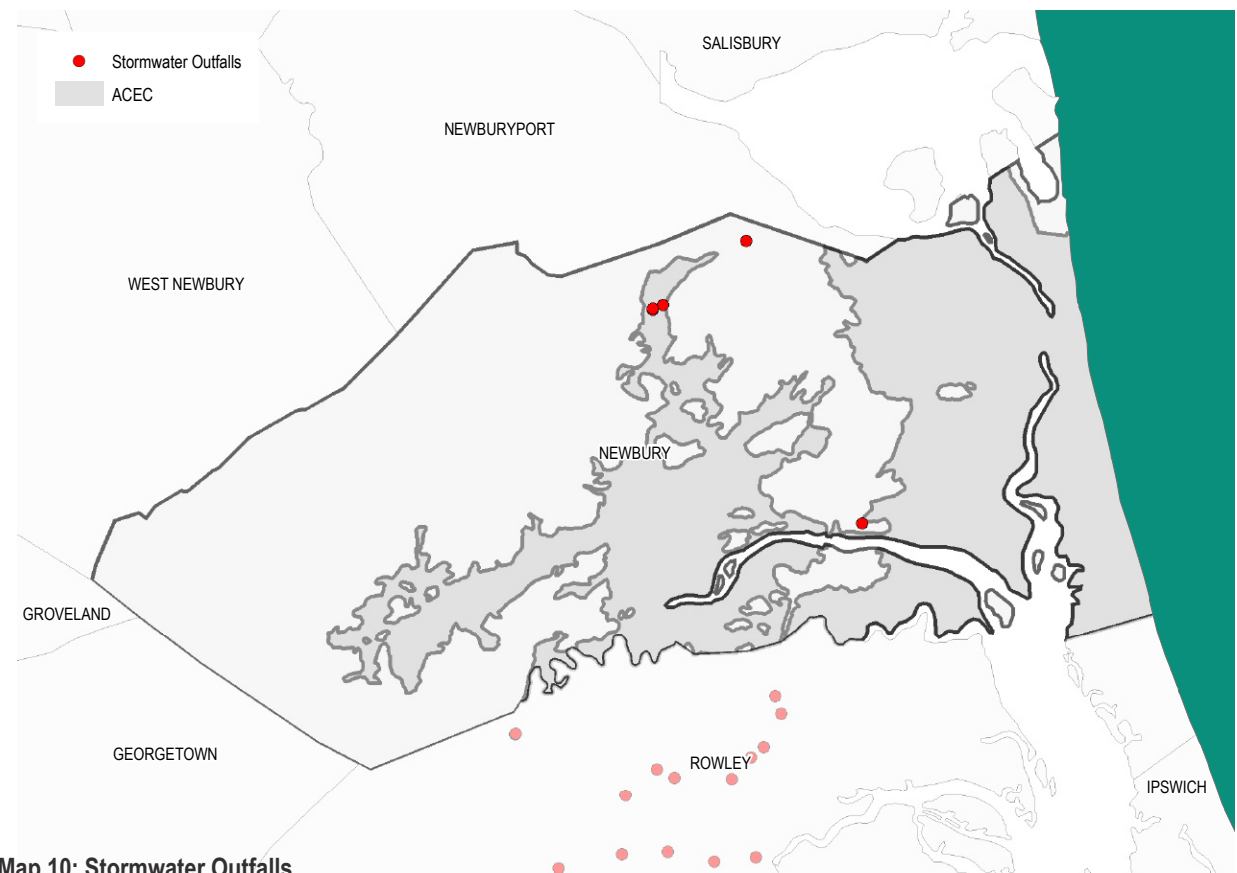 SALISBURY
Stormwater Outfalls
ACEC
NEWBURYPORT
WEST NEWBURY
NEWBURY
GROVELAND
GEORGETOWN
ROWLEY
IPSWICH
Map 10: Stormwater Outfalls